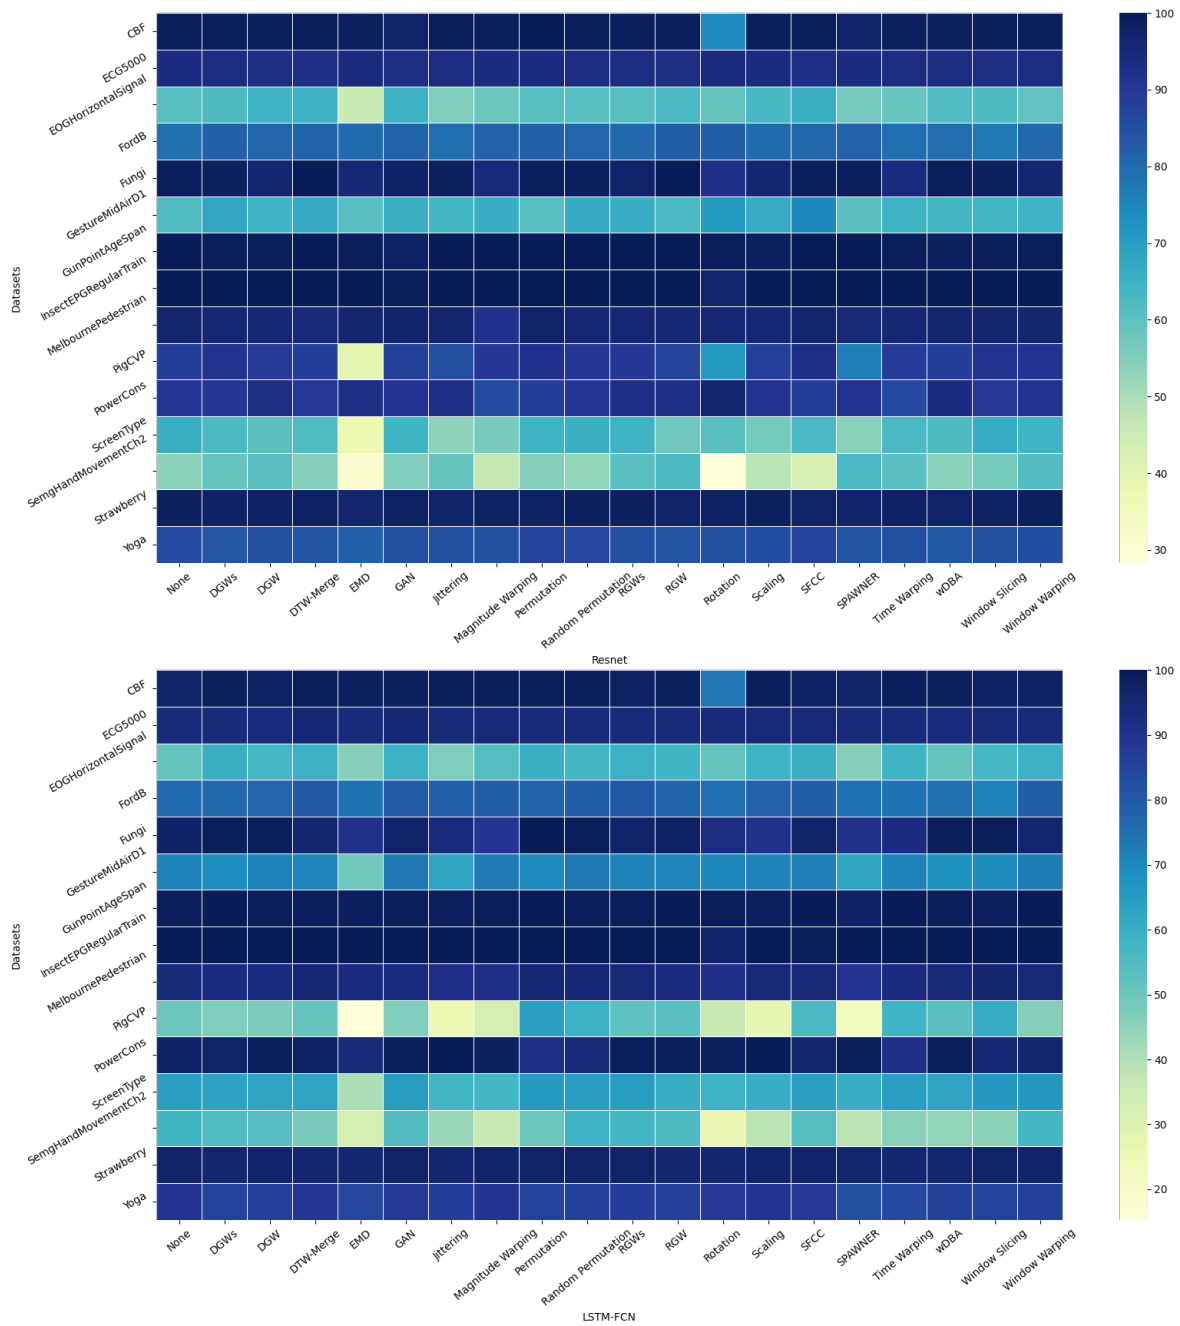 CBF
ECG5000
EOGHorizontalSignal
FordB
Fungi
GestureMidAirD1
GunPointAgeSpan
InsectEPGRegularTrain
MelbournePedestrian
PigCVP
PowerCons
ScreenType
SemgHandMovementCh2
Strawberry
Yoga
Datasets
None
DGWs
DGW
DTW-Merge
EMD
GAN
Jittering
Magnitude Warping
Permutation
Random Permutation
RGWs
RGW
Rotation
Scaling
SFCC
SPAWNER
Time Warping
wDBA
Window Slicing
Window Warping
Resnet
100
90
80
70
60
50
40
30
CBF
ECG5000
EOGHorizontalSignal
FordB
Fungi
GestureMidAirD1
GunPointAgeSpan
InsectEPGRegularTrain
MelbournePedestrian
PigCVP
PowerCons
ScreenType
SemgHandMovementCh2
Strawberry
Yoga
Datasets
None
DGWs
DGW
DTW-Merge
EMD
GAN
Jittering
Magnitude Warping
Permutation
Random Permutation
RGWs
RGW
Rotation
Scaling
SFCC
SPAWNER
Time Warping
wDBA
Window Slicing
Window Warping
LSTM-FCN
100
90
80
70
60
50
40
30
20